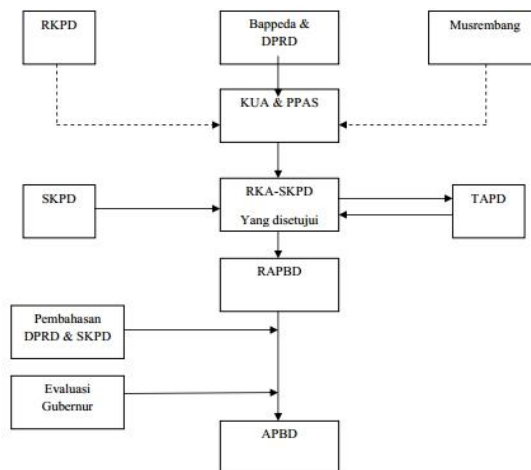 RKPD
Bappeda &
DPRD
Musrembang
KUA & PPAS
SKPD
RKA-SKPD
Yang disetujui
TAPD
RAPBD
Pembahasan
DPRD & SKPD
Evaluasi
Gubernur
APBD